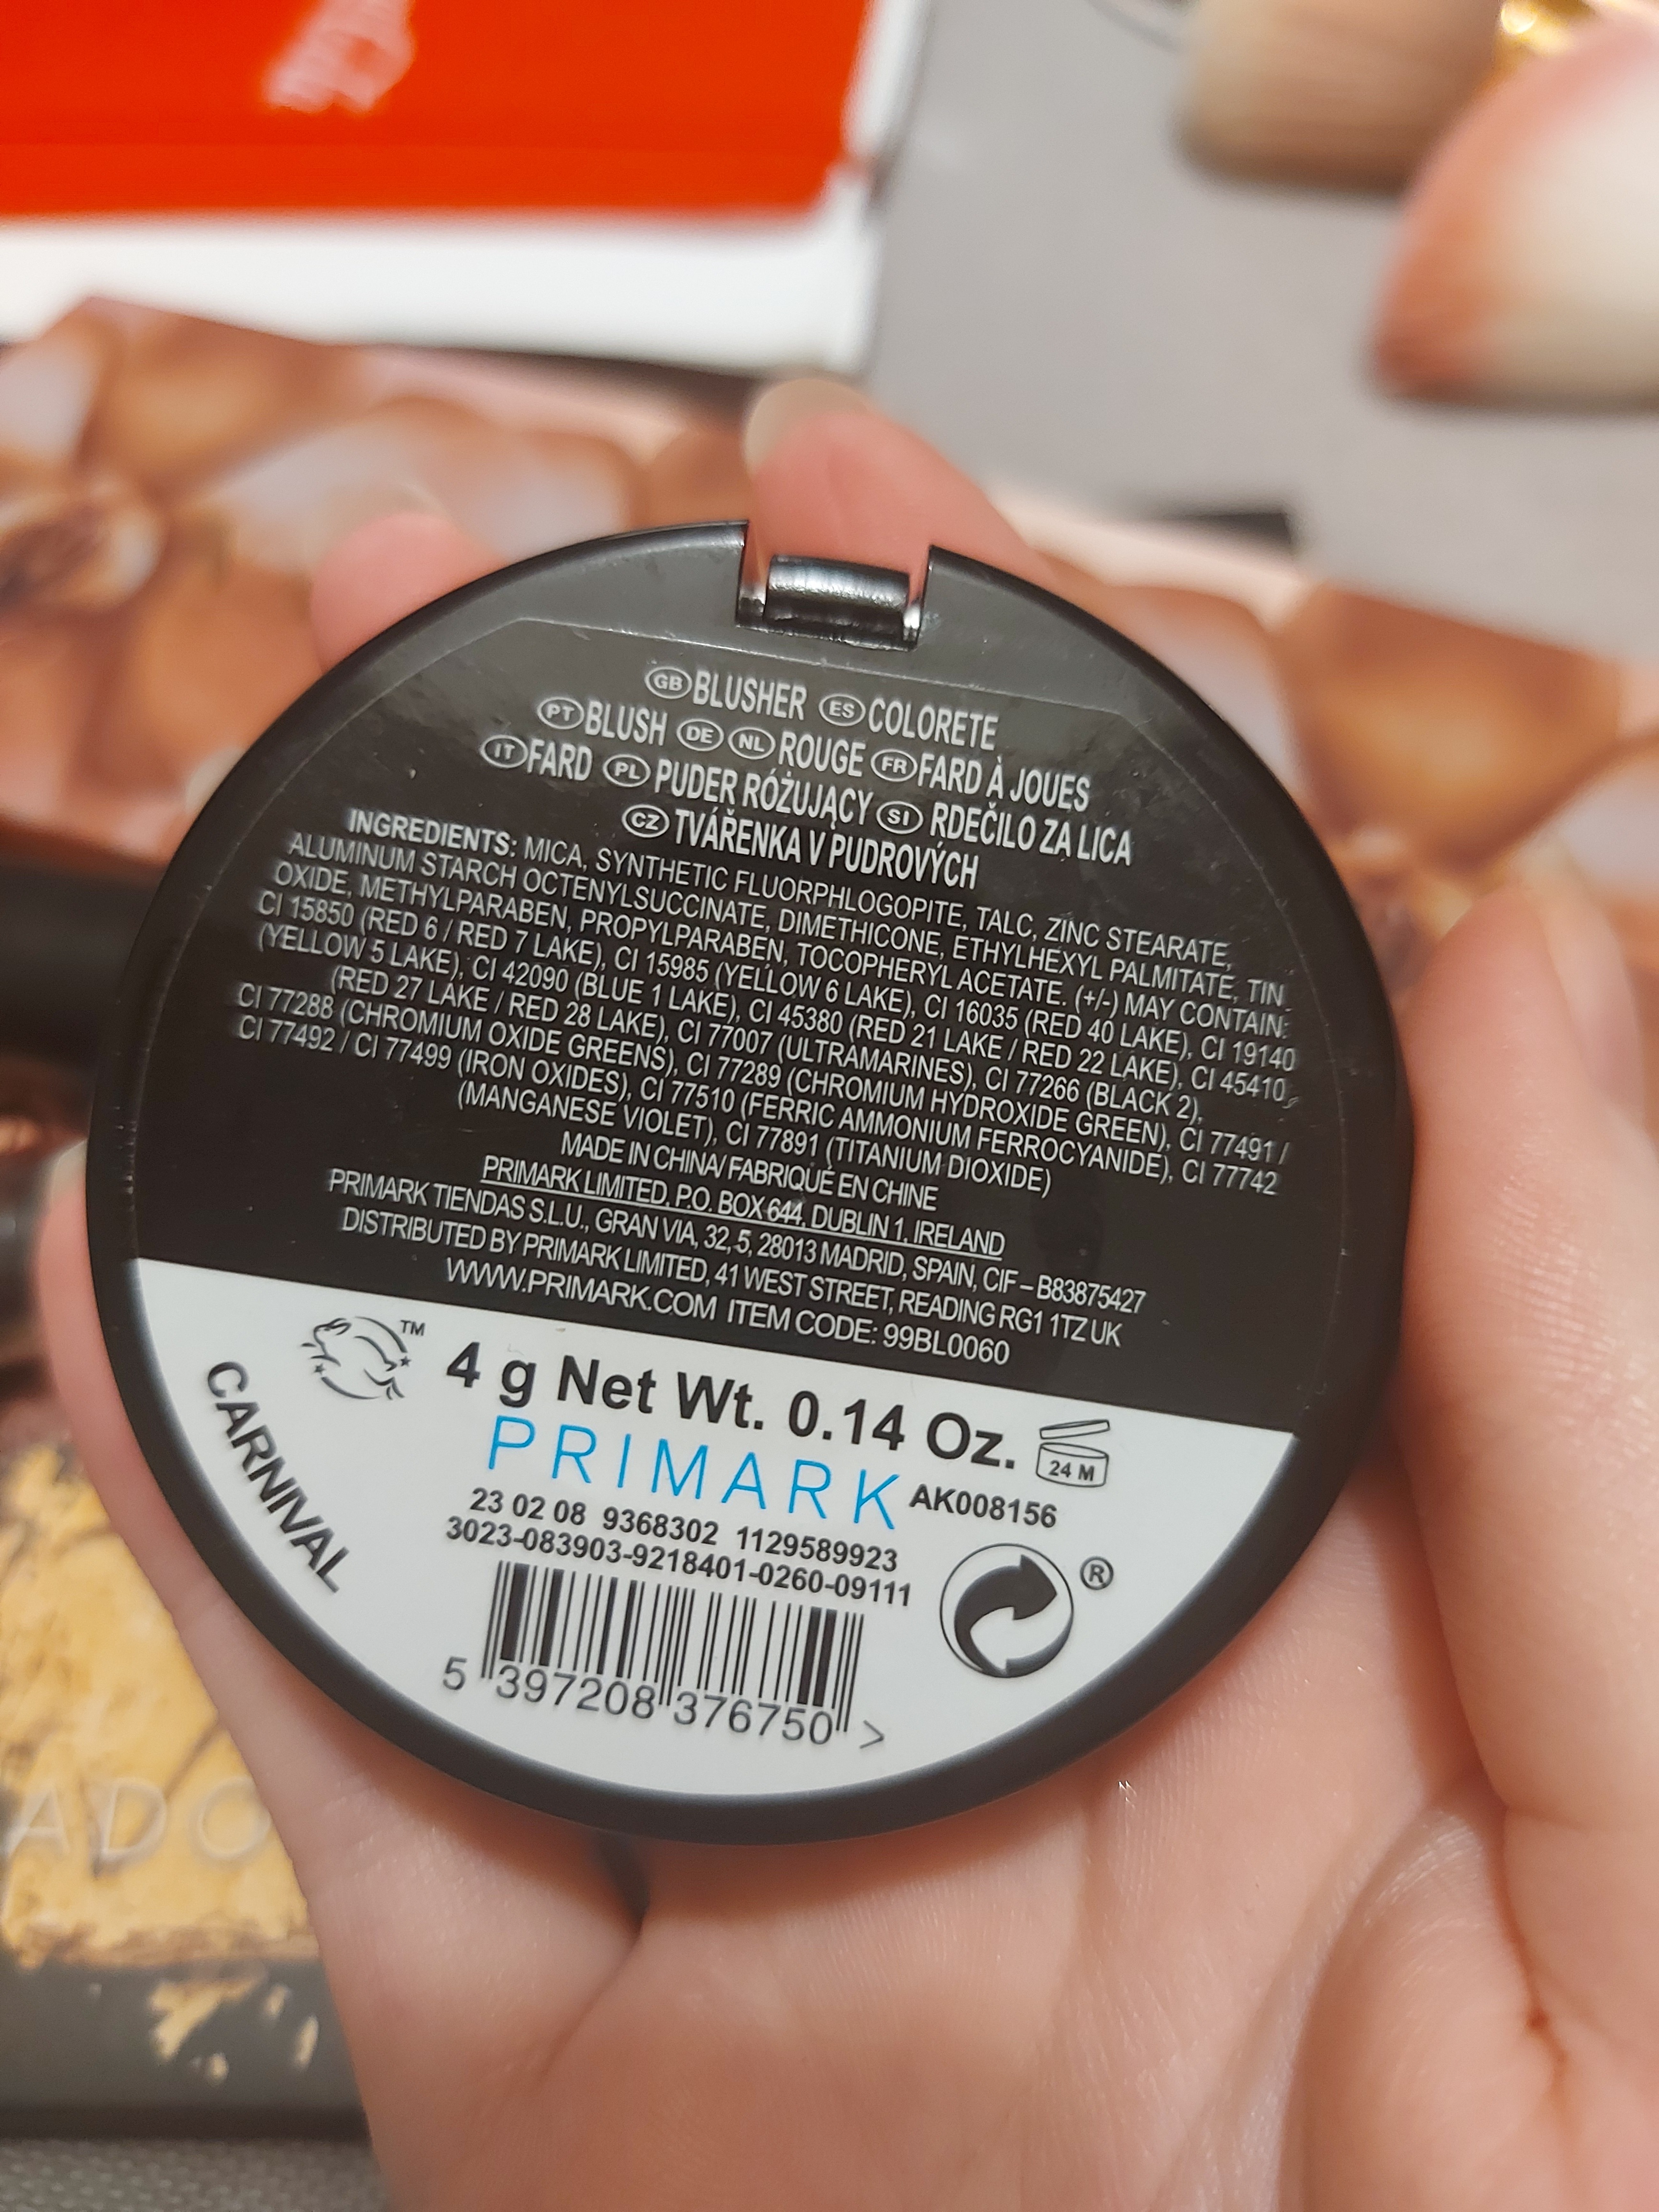 GB BLUSHER ES COLORETE
PT BLUSH DE NL ROUGE FR FARD À JOUES
IT FARD PL PUDER RÓŻUJĄCY SI RDEČILO ZA LICA
CZ TVÁŘENKA V PUDROVÝCH
INGREDIENTS: MICA, SYNTHETIC FLUORPHLOGOPITE, TALC, ZINC STEARATE,
ALUMINUM STARCH OCTENYLSUCCINATE, DIMETHICONE, ETHYLHEXYL PALMITATE, TIN
OXIDE, METHYLPARABEN, PROPYLPARABEN, TOCOPHERYL ACETATE. (+/-) MAY CONTAIN:
CI 15850 (RED 6 / RED 7 LAKE), CI 15985 (YELLOW 6 LAKE), CI 16035 (RED 40 LAKE), CI 19140
(YELLOW 5 LAKE), CI 42090 (BLUE 1 LAKE), CI 45380 (RED 21 LAKE / RED 22 LAKE), CI 45410
(RED 27 LAKE / RED 28 LAKE), CI 77007 (ULTRAMARINES), CI 77266 (BLACK 2),
CI 77288 (CHROMIUM OXIDE GREENS), CI 77289 (CHROMIUM HYDROXIDE GREEN), CI 77491 /
CI 77492 / CI 77499 (IRON OXIDES), CI 77510 (FERRIC AMMONIUM FERROCYANIDE), CI 77742
(MANGANESE VIOLET), CI 77891 (TITANIUM DIOXIDE)
MADE IN CHINA/ FABRIQUÉ EN CHINE
PRIMARK LIMITED, P.O. BOX 644, DUBLIN 1, IRELAND
PRIMARK TIENDAS S.L.U., GRAN VIA, 32, 5, 28013 MADRID, SPAIN, CIF – B83875427
DISTRIBUTED BY PRIMARK LIMITED, 41 WEST STREET, READING RG1 1TZ UK
WWW.PRIMARK.COM ITEM CODE: 99BL0060
TM
4 g Net Wt. 0.14 Oz.
24 M
CARNIVAL
PRIMARK AK008156
23 02 08 9368302 1129589923
3023-083903-9218401-0260-09111
®
5 397208 376750 >
ADO